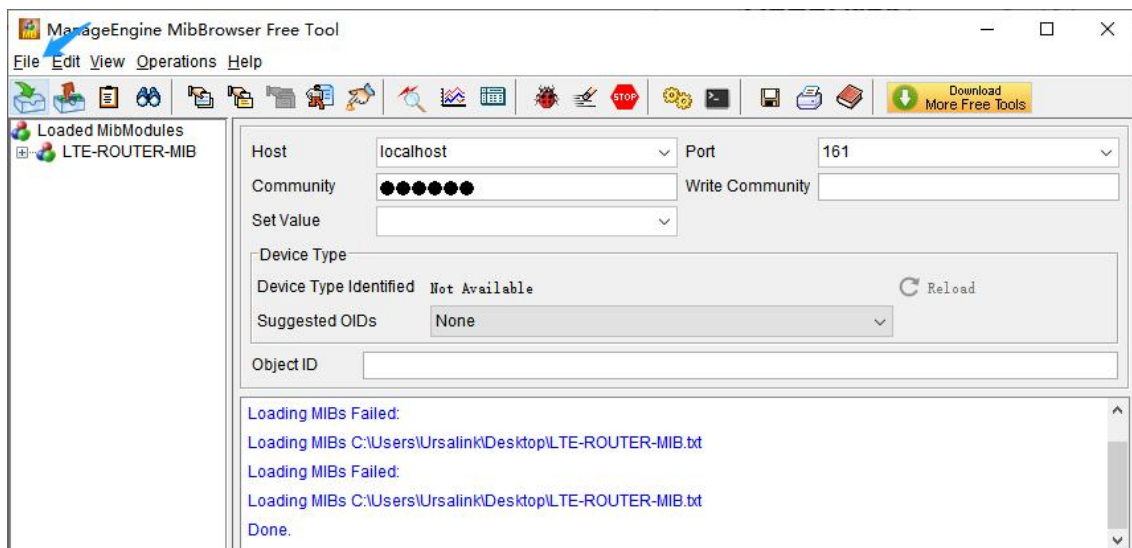 ManageEngine MibBrowser Free Tool
File Edit View Operations Help
STOP
Download
More Free Tools
Loaded MibModules
LTE-ROUTER-MIB
Host localhost Port 161
Community ●●●●●● Write Community
Set Value
Device Type
Device Type Identified Not Available Reload
Suggested OIDs None
Object ID
Loading MIBs Failed:
Loading MIBs C:\Users\Ursalink\Desktop\LTE-ROUTER-MIB.txt
Loading MIBs Failed:
Loading MIBs C:\Users\Ursalink\Desktop\LTE-ROUTER-MIB.txt
Done.